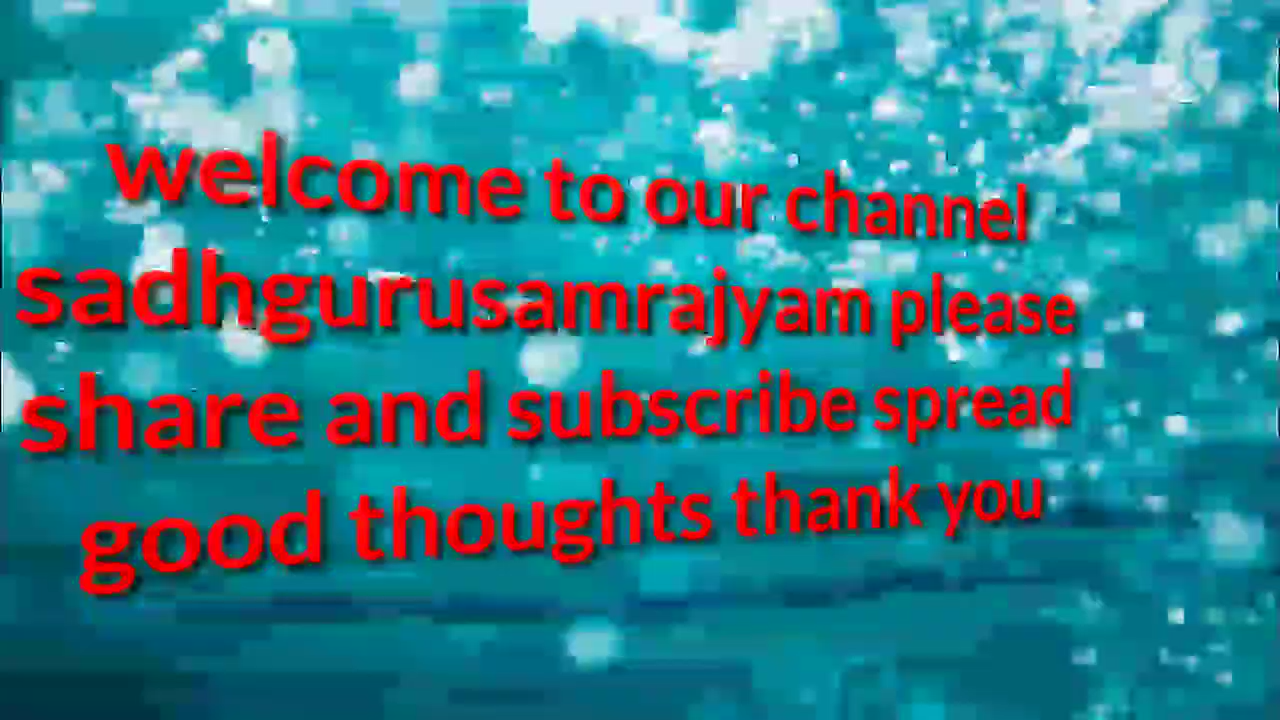 welcome to our channel
sadhgurusamrajyam please
share and subscribe spread
good thoughts thank you